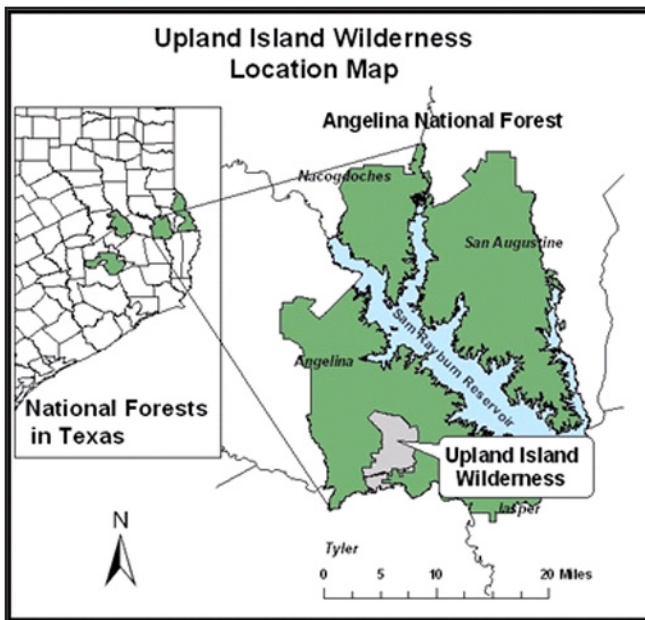 Upland Island Wilderness
Location Map
Angelina National Forest
Nacogdoches
San Augustine
Sam Rayburn Reservoir
Angelina
National Forests
in Texas
Upland Island
Wilderness
Jasper
N
Tyler
0 5 10 20 Miles